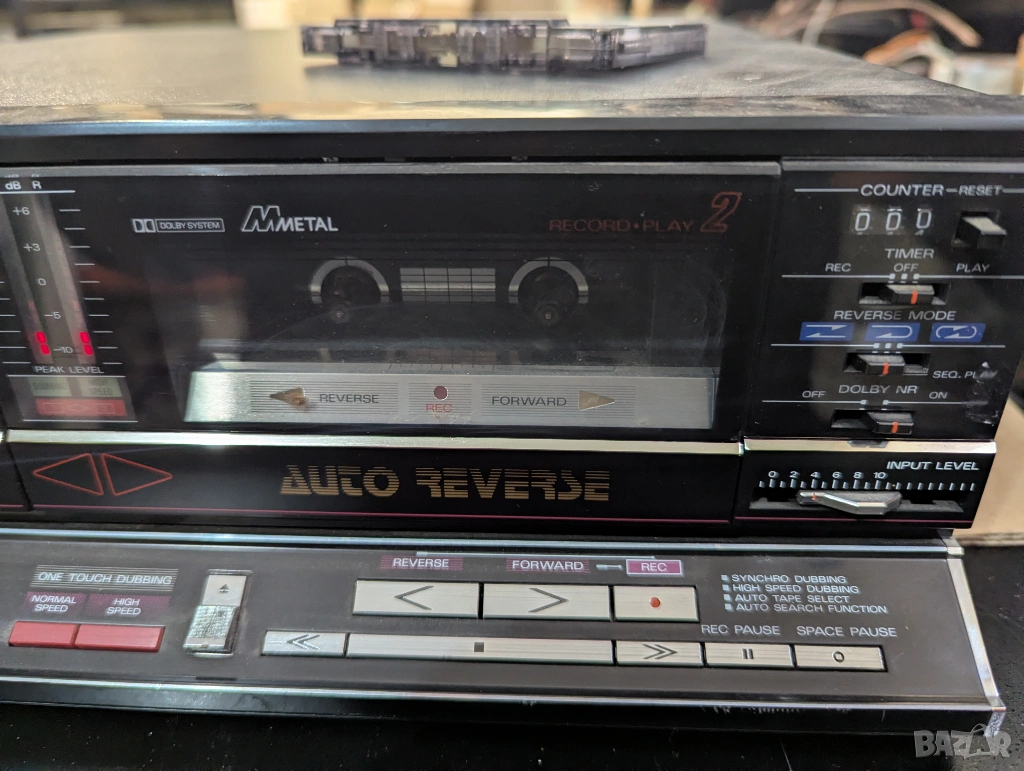 dB R
+6
+3
0
-5
-10
PEAK LEVEL
DOLBY SYSTEM
METAL
RECORD•PLAY 2
REVERSE
REC
FORWARD
COUNTER RESET
000
TIMER
REC OFF PLAY
REVERSE MODE
SEQ. PLAY
DOLBY NR
OFF ON
INPUT LEVEL
0 2 4 6 8 10
AUTO REVERSE
ONE TOUCH DUBBING
NORMAL SPEED
HIGH SPEED
REVERSE FORWARD REC
SYNCHRO DUBBING
HIGH SPEED DUBBING
AUTO TAPE SELECT
AUTO SEARCH FUNCTION
REC PAUSE SPACE PAUSE
BAZAR